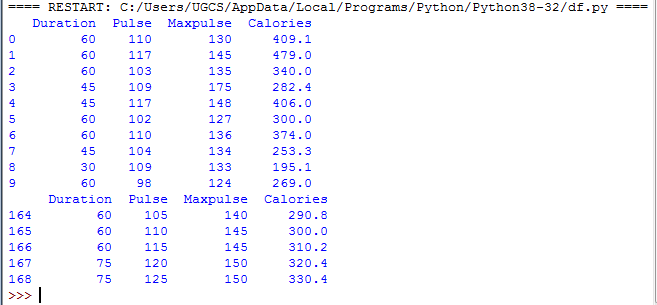 ==== RESTART: C:/Users/UGCS/AppData/Local/Programs/Python/Python38-32/df.py ====
Duration Pulse Maxpulse Calories
0 60 110 130 409.1
1 60 117 145 479.0
2 60 103 135 340.0
3 45 109 175 282.4
4 45 117 148 406.0
5 60 102 127 300.0
6 60 110 136 374.0
7 45 104 134 253.3
8 30 109 133 195.1
9 60 98 124 269.0
Duration Pulse Maxpulse Calories
164 60 105 140 290.8
165 60 110 145 300.0
166 60 115 145 310.2
167 75 120 150 320.4
168 75 125 150 330.4
>>>